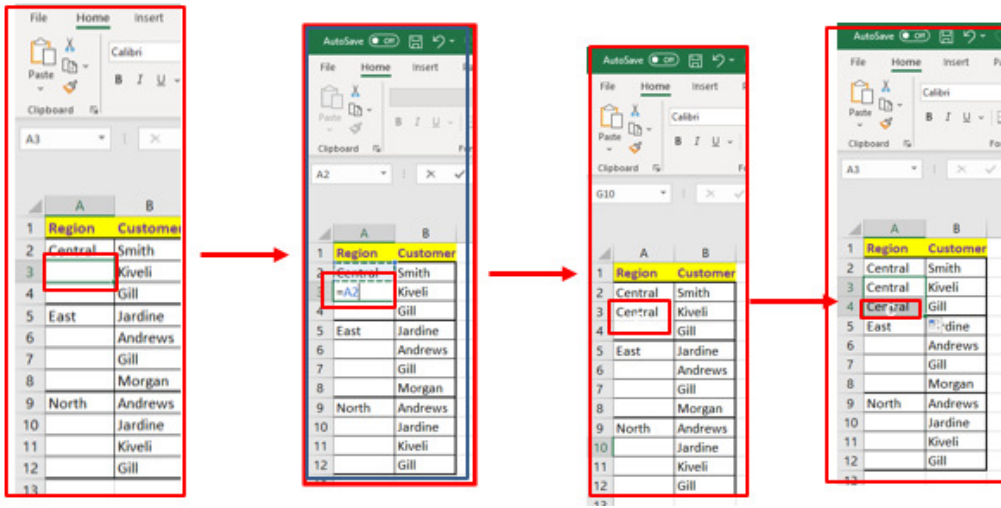 File Home Insert
Paste
Calibri
B I U
Clipboard
A3
A B
1 Region Customer
2 Central Smith
3 Kiveli
4 Gill
5 East Jardine
6 Andrews
7 Gill
8 Morgan
9 North Andrews
10 Jardine
11 Kiveli
12 Gill
13
AutoSave Off
File Home Insert
Paste
B I U
Clipboard
A2
A B
1 Region Customer
2 Central Smith
3 =A2 Kiveli
4 Gill
5 East Jardine
6 Andrews
7 Gill
8 Morgan
9 North Andrews
10 Jardine
11 Kiveli
12 Gill
AutoSave Off
File Home Insert
Paste
Calibri
B I U
Clipboard
G10
A B
1 Region Customer
2 Central Smith
3 Central Kiveli
4 Gill
5 East Jardine
6 Andrews
7 Gill
8 Morgan
9 North Andrews
10 Jardine
11 Kiveli
12 Gill
13
AutoSave Off
File Home Insert
Paste
Calibri
B I U
Clipboard
A3
A B
1 Region Customer
2 Central Smith
3 Central Kiveli
4 Central Gill
5 East rdine
6 Andrews
7 Gill
8 Morgan
9 North Andrews
10 Jardine
11 Kiveli
12 Gill
13